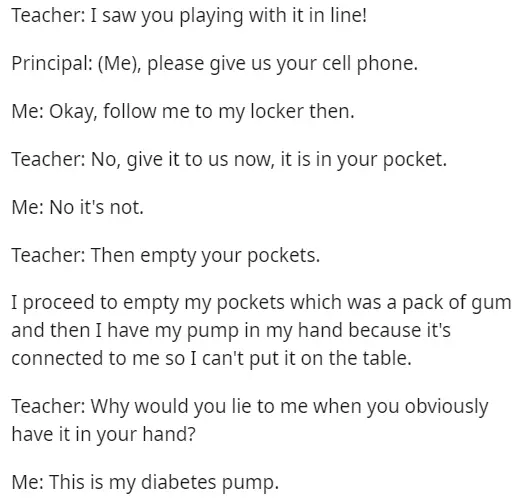 Teacher: I saw you playing with it in line!
Principal: (Me), please give us your cell phone.
Me: Okay, follow me to my locker then.
Teacher: No, give it to us now, it is in your pocket.
Me: No it's not.
Teacher: Then empty your pockets.
I proceed to empty my pockets which was a pack of gum
and then I have my pump in my hand because it's
connected to me so I can't put it on the table.
Teacher: Why would you lie to me when you obviously
have it in your hand?
Me: This is my diabetes pump.